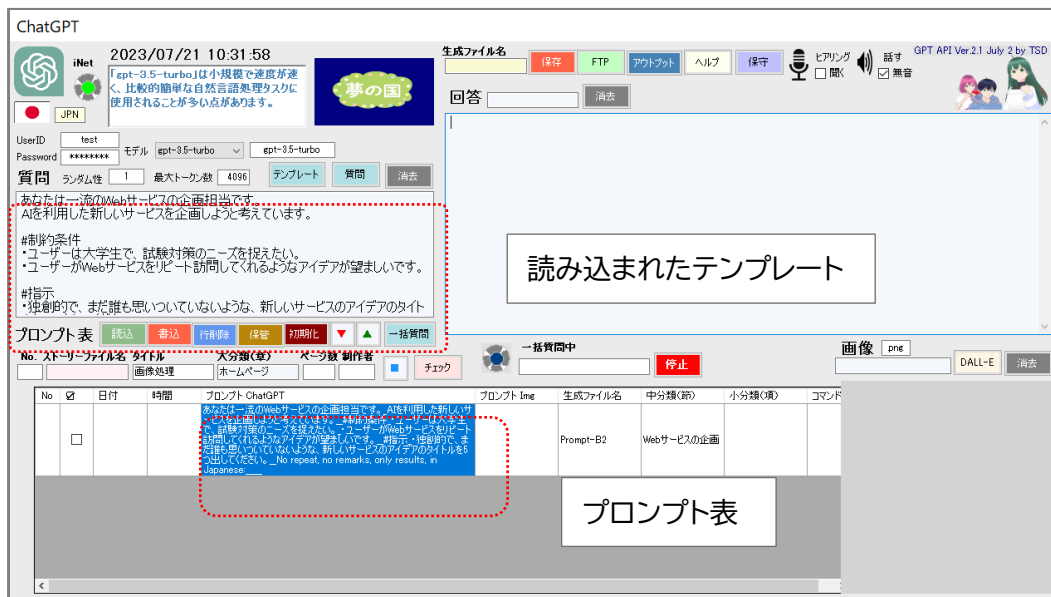 ChatGPT
iNet
2023/07/21 10:31:58
「gpt-3.5-turbo」は小規模で速度が速
く、比較的簡単な自然言語処理タスクに
使用されることが多い点があります。
JPN
夢の国
生成ファイル名
保存 FTP アウトプット ヘルプ 保守
ヒアリング
聞く
話す
無音
GPT API Ver.2.1 July 2 by TSD
回答 消去
UserID test
Password ********
モデル gpt-3.5-turbo gpt-3.5-turbo
質問 ランダム性 1 最大トークン数 4096 テンプレート 質問 消去
あなたは一流のWebサービスの企画担当です。
AIを利用した新しいサービスを企画しようと考えています。
#制約条件
・ユーザーは大学生で、試験対策のニーズを捉えたい。
・ユーザーがWebサービスをリピート訪問してくれるようなアイデアが望ましいです。
#指示
・独創的で、まだ誰も思いついていないような、新しいサービスのアイデアのタイト
読み込まれたテンプレート
プロンプト表 読込 書込 行削除 保管 初期化 ▼ ▲ 一括質問
No. ストーリーファイル名 タイトル 大分類(章) ページ数 制作者
画像処理 ホームページ チェック
一括質問中
停止
画像 png
DALL-E 消去
No 日付 時間 プロンプト ChatGPT プロンプト Img 生成ファイル名 中分類(節) 小分類(項) コマンド
あなたは一流のWebサービスの企画担当です。 AIを利用した新しいサ
ービスを企画しようと考えています。_#制約条件・ユーザーは大学生
で、試験対策のニーズを捉えたい。・ユーザーがWebサービスをリピート
訪問してくれるようなアイデアが望ましいです。_#指示・独創的で、ま
だ誰も思いついていないような、新しいサービスのアイデアのタイトルを5
つ出してください。_No repeat, no remarks, only results, in
Japanese:___
Prompt-B2 Webサービスの企画
プロンプト表